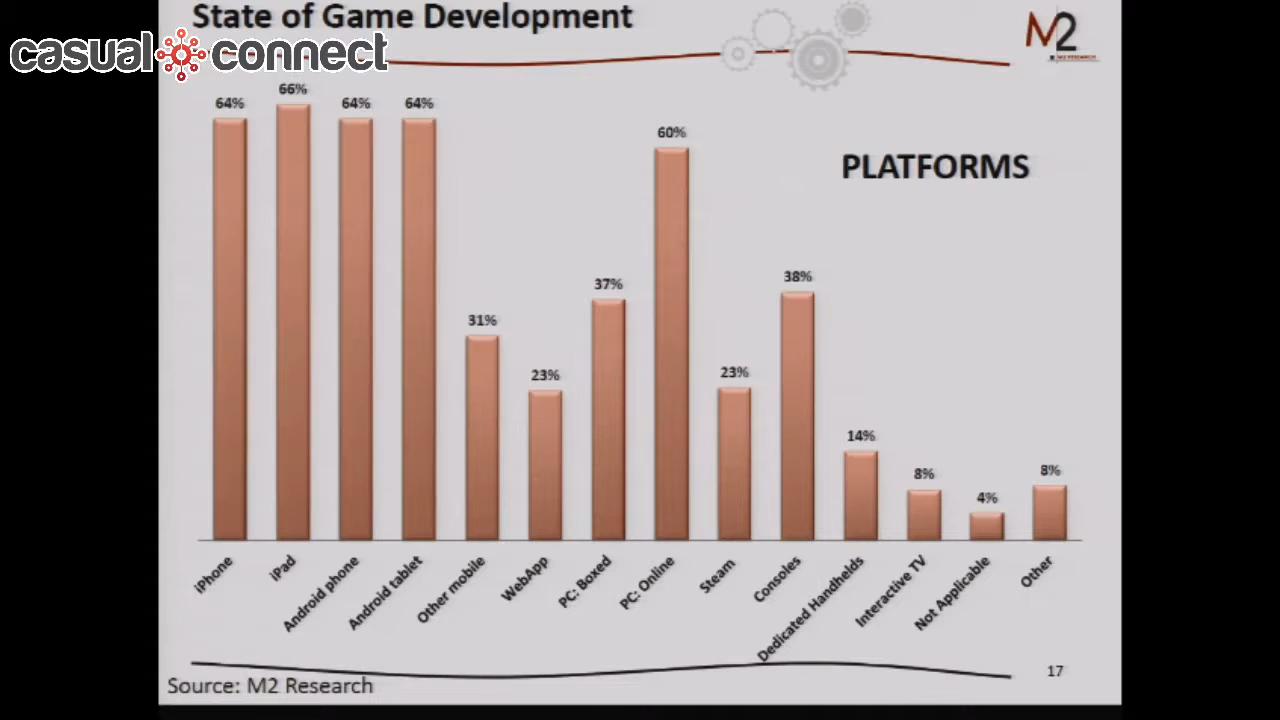 State of Game Development
casual connect
M2
M2 RESEARCH
PLATFORMS
64%
66%
64%
64%
31%
23%
37%
60%
23%
38%
14%
8%
4%
8%
iPhone
iPad
Android phone
Android tablet
Other mobile
WebApp
PC: Boxed
PC: Online
Steam
Consoles
Dedicated Handhelds
Interactive TV
Not Applicable
Other
17
Source: M2 Research